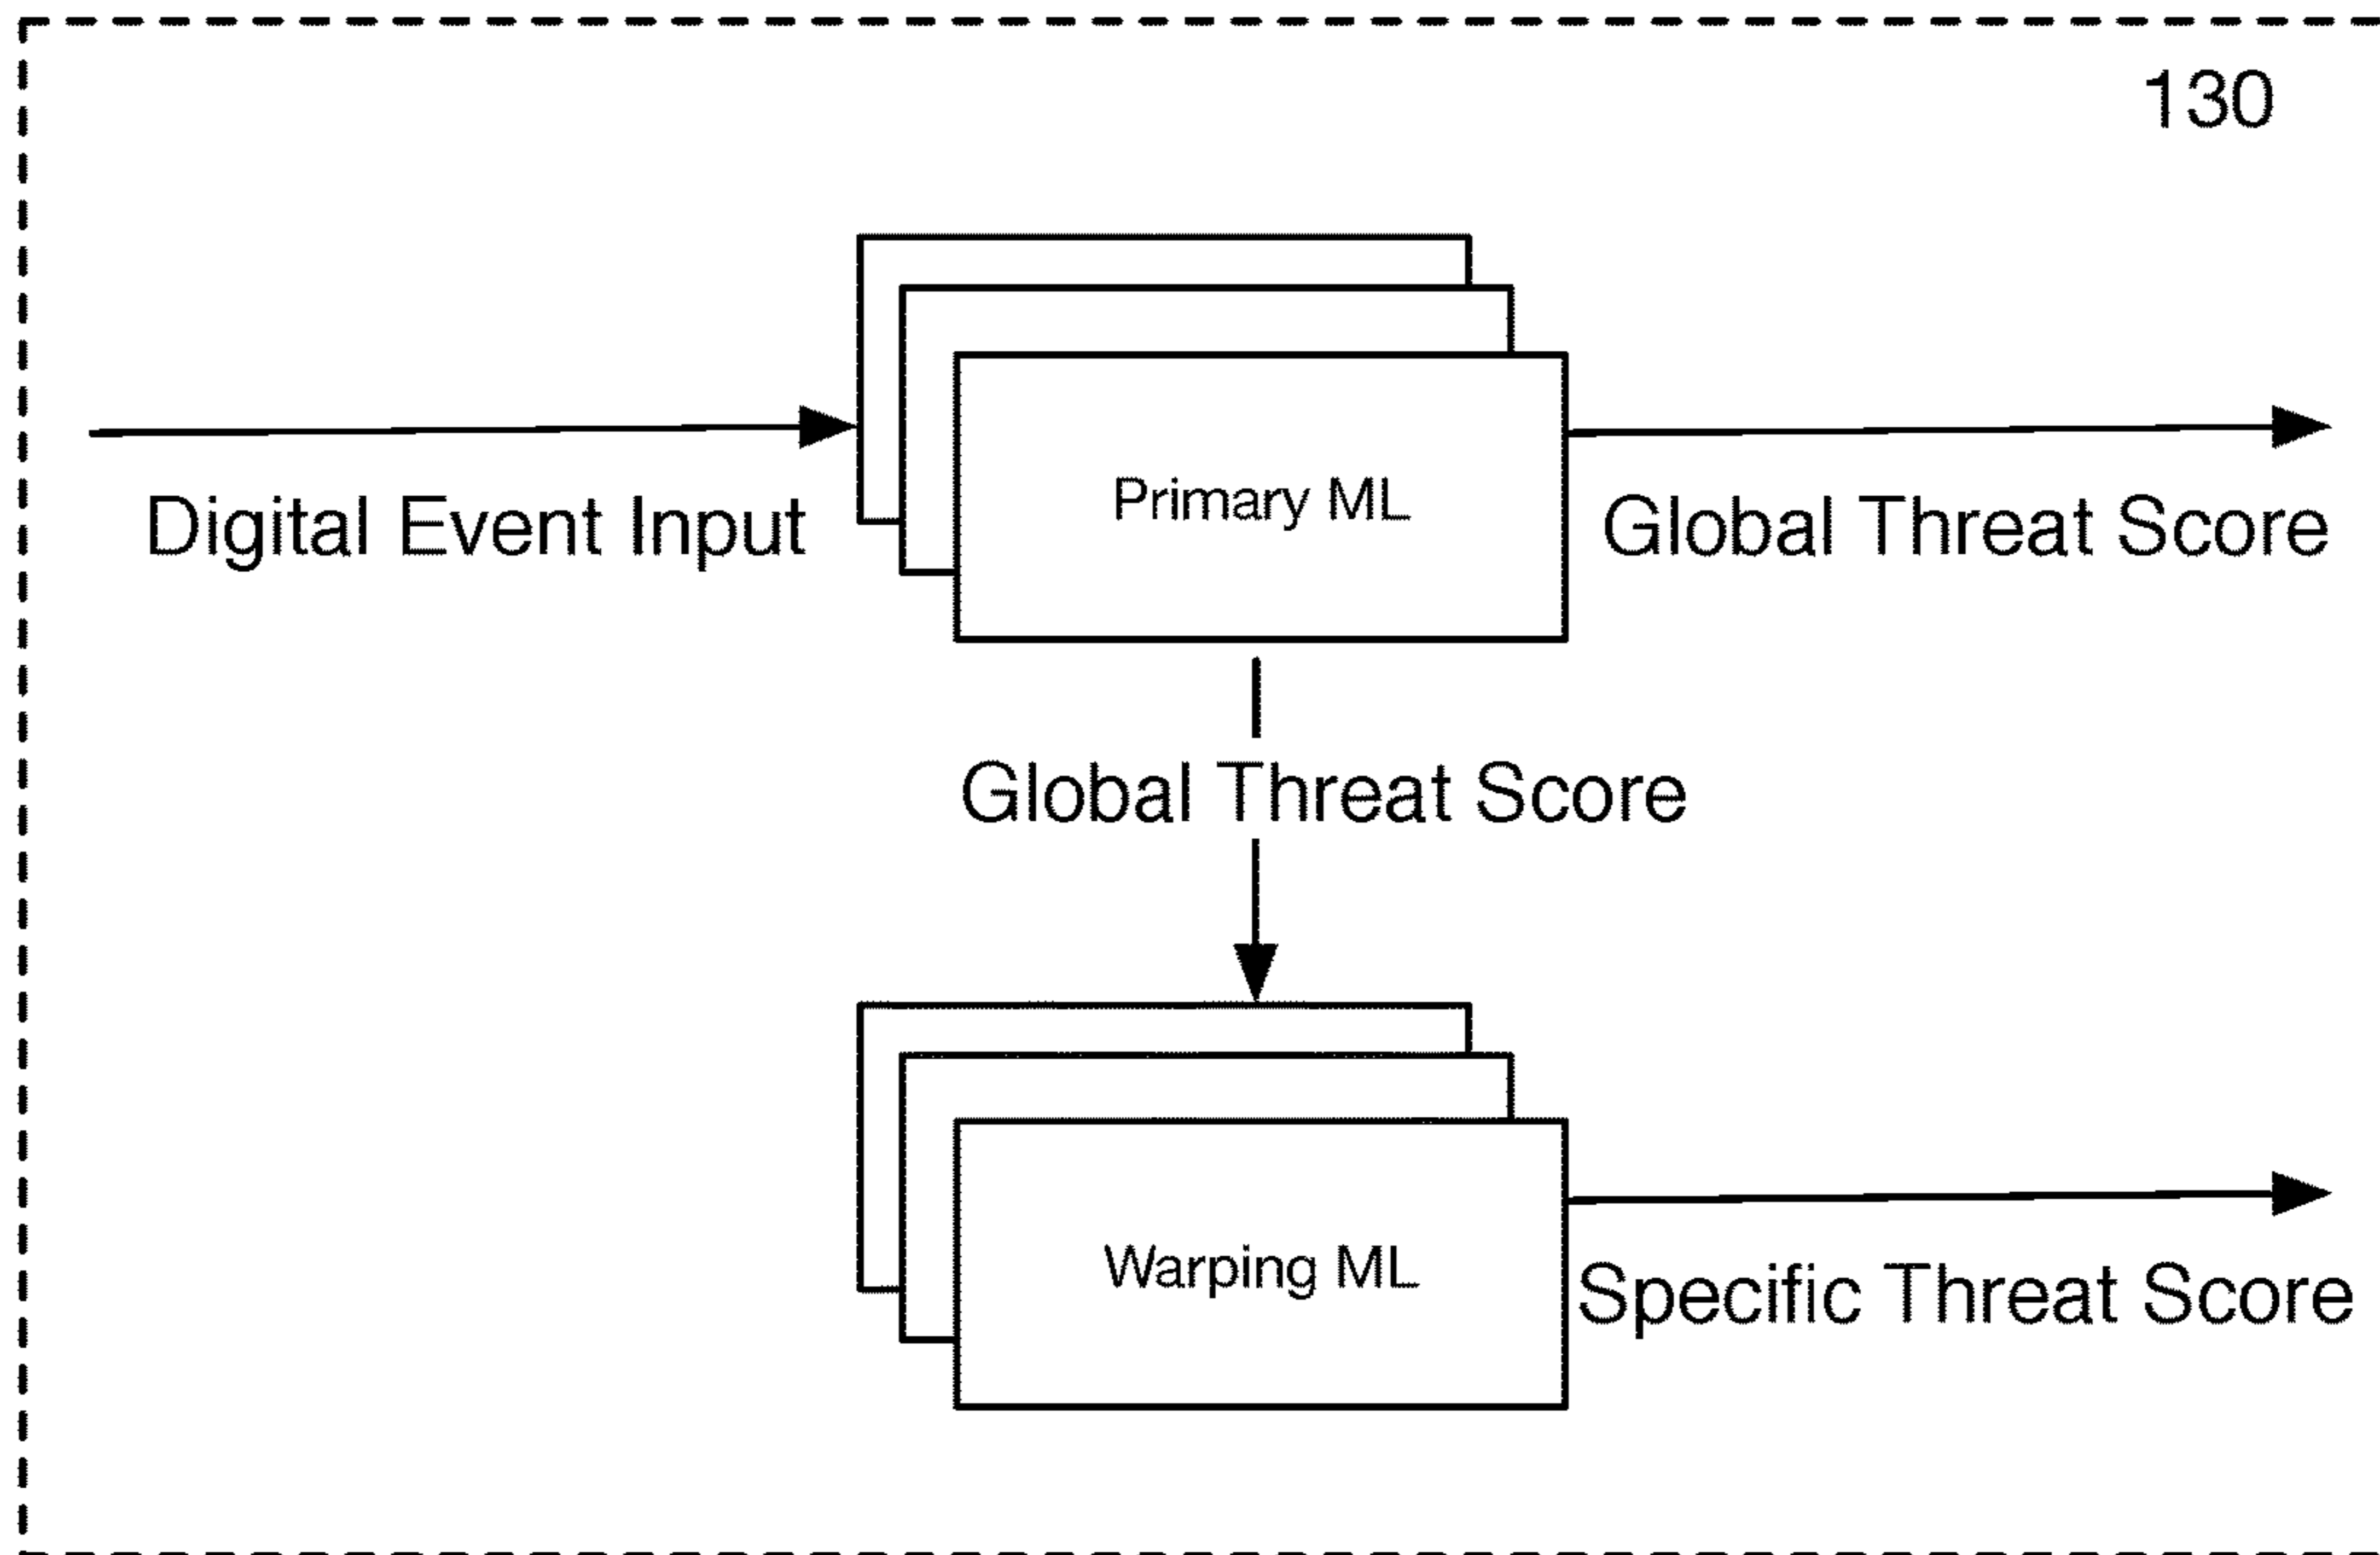 130
Primary ML
Digital Event Input
Global Threat Score
Global Threat Score
Warping ML
Specific Threat Score